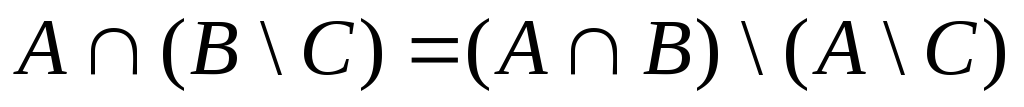 A ∩ (B \ C) = (A ∩ B) \ (A \ C)